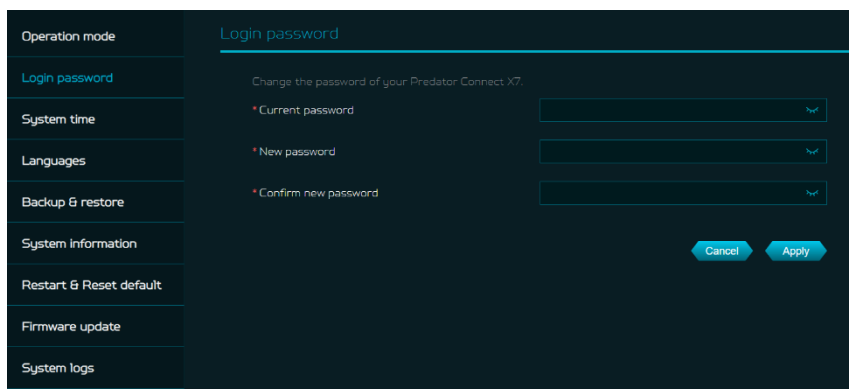 Operation mode
Login password
System time
Languages
Backup & restore
System information
Restart & Reset default
Firmware update
System logs
Login password
Change the password of your Predator Connect X7.
*Current password
*New password
*Confirm new password
Cancel
Apply